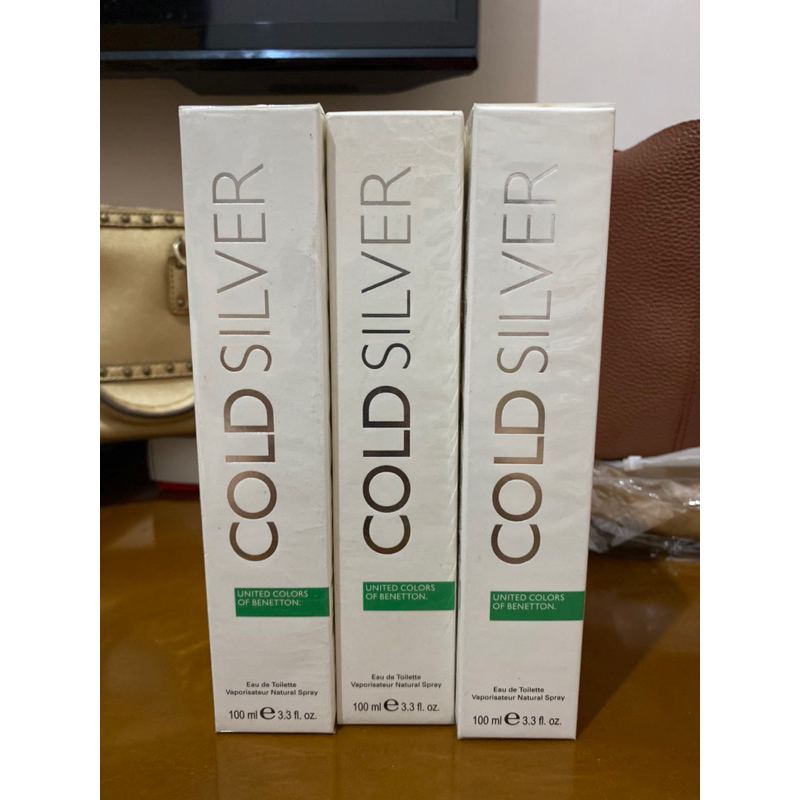 COLD SILVER
UNITED COLORS
OF BENETTON:
Eau de Toilette
Vaporisateur Natural Spray
100 ml e 3.3 fl. oz.
COLD SILVER
UNITED COLORS
OF BENETTON.
Eau de Toilette
Vaporisateur Natural Spray
100 ml e 3.3 fl. oz.
COLD SILVER
UNITED COLORS
OF BENETTON.
Eau de Toilette
Vaporisateur Natural Spray
100 ml e 3.3 fl. oz.